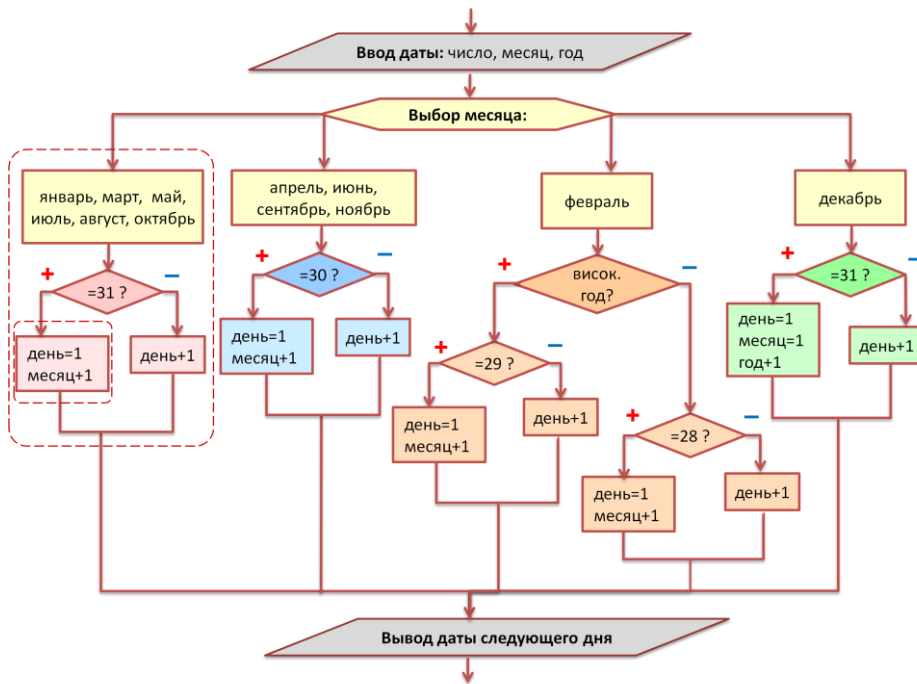 Ввод даты: число, месяц, год
Выбор месяца:
январь, март, май,
июль, август, октябрь
+
−
=31 ?
день=1
месяц+1
день+1
апрель, июнь,
сентябрь, ноябрь
+
−
=30 ?
день=1
месяц+1
день+1
февраль
+
−
висок.
год?
+
−
=29 ?
день=1
месяц+1
день+1
+
−
=28 ?
день=1
месяц+1
день+1
декабрь
+
−
=31 ?
день=1
месяц=1
год+1
день+1
Вывод даты следующего дня